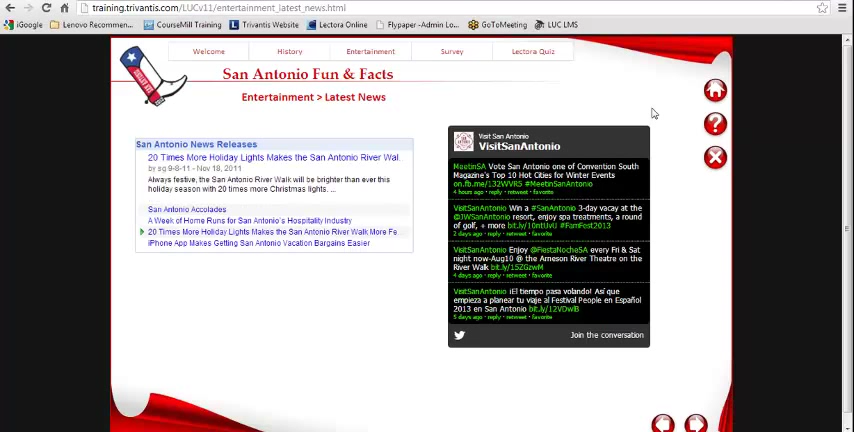 training.trivantis.com/LUCv11/entertainment_latest_news.html
iGoogle Lenovo Recommen... CourseMill Training Trivantis Website Lectora Online Flypaper -Admin Lo... GoToMeeting LUC LMS
Welcome History Entertainment Survey Lectora Quiz
San Antonio Fun & Facts
Entertainment > Latest News
San Antonio News Releases
20 Times More Holiday Lights Makes the San Antonio River Wal...
by sg 9-8-11 - Nov 18, 2011
Always festive, the San Antonio River Walk will be brighter than ever this
holiday season with 20 times more Christmas lights. ...
San Antonio Accolades
A Week of Home Runs for San Antonio's Hospitality Industry
20 Times More Holiday Lights Makes the San Antonio River Walk More Fe...
iPhone App Makes Getting San Antonio Vacation Bargains Easier
Visit San Antonio
VisitSanAntonio
MeetinSA Vote San Antonio one of Convention South
Magazine's Top 10 Hot Cities for Winter Events
on.fb.me/132WVR5 #MeetinSanAntonio
4 hours ago · reply · retweet · favorite
VisitSanAntonio Win a #SanAntonio 3-day vacay at the
@JWSanAntonio resort, enjoy spa treatments, a round
of golf, + more bit.ly/10ntUvU #FamFest2013
2 days ago · reply · retweet · favorite
VisitSanAntonio Enjoy @FiestaNocheSA every Fri & Sat
night now-Aug10 @ the Arneson River Theatre on the
River Walk bit.ly/15ZGzwM
4 days ago · reply · retweet · favorite
VisitSanAntonio ¡El tiempo pasa volando! Así que
empieza a planear tu viaje al Festival People en Español
2013 en San Antonio bit.ly/12VDwlB
5 days ago · reply · retweet · favorite
Join the conversation